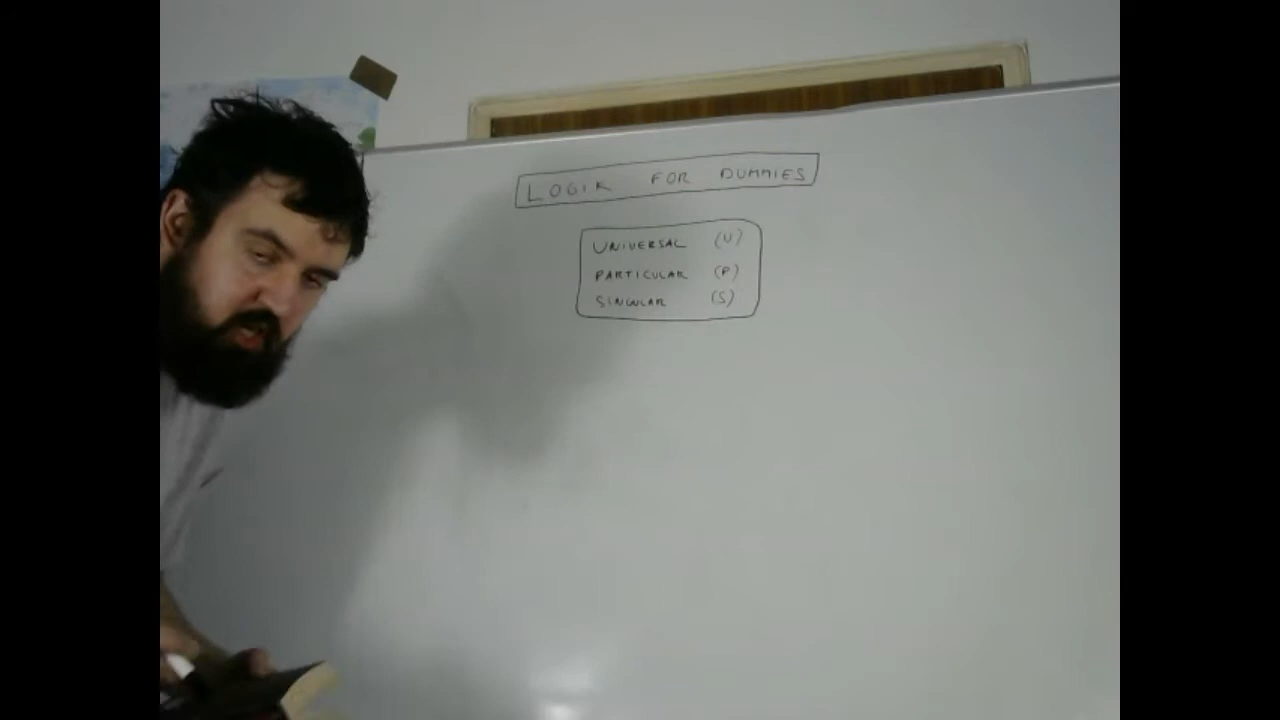 LOGIK FOR DUMMIES
UNIVERSAL (U)
PARTICULAR (P)
SINGULAR (S)